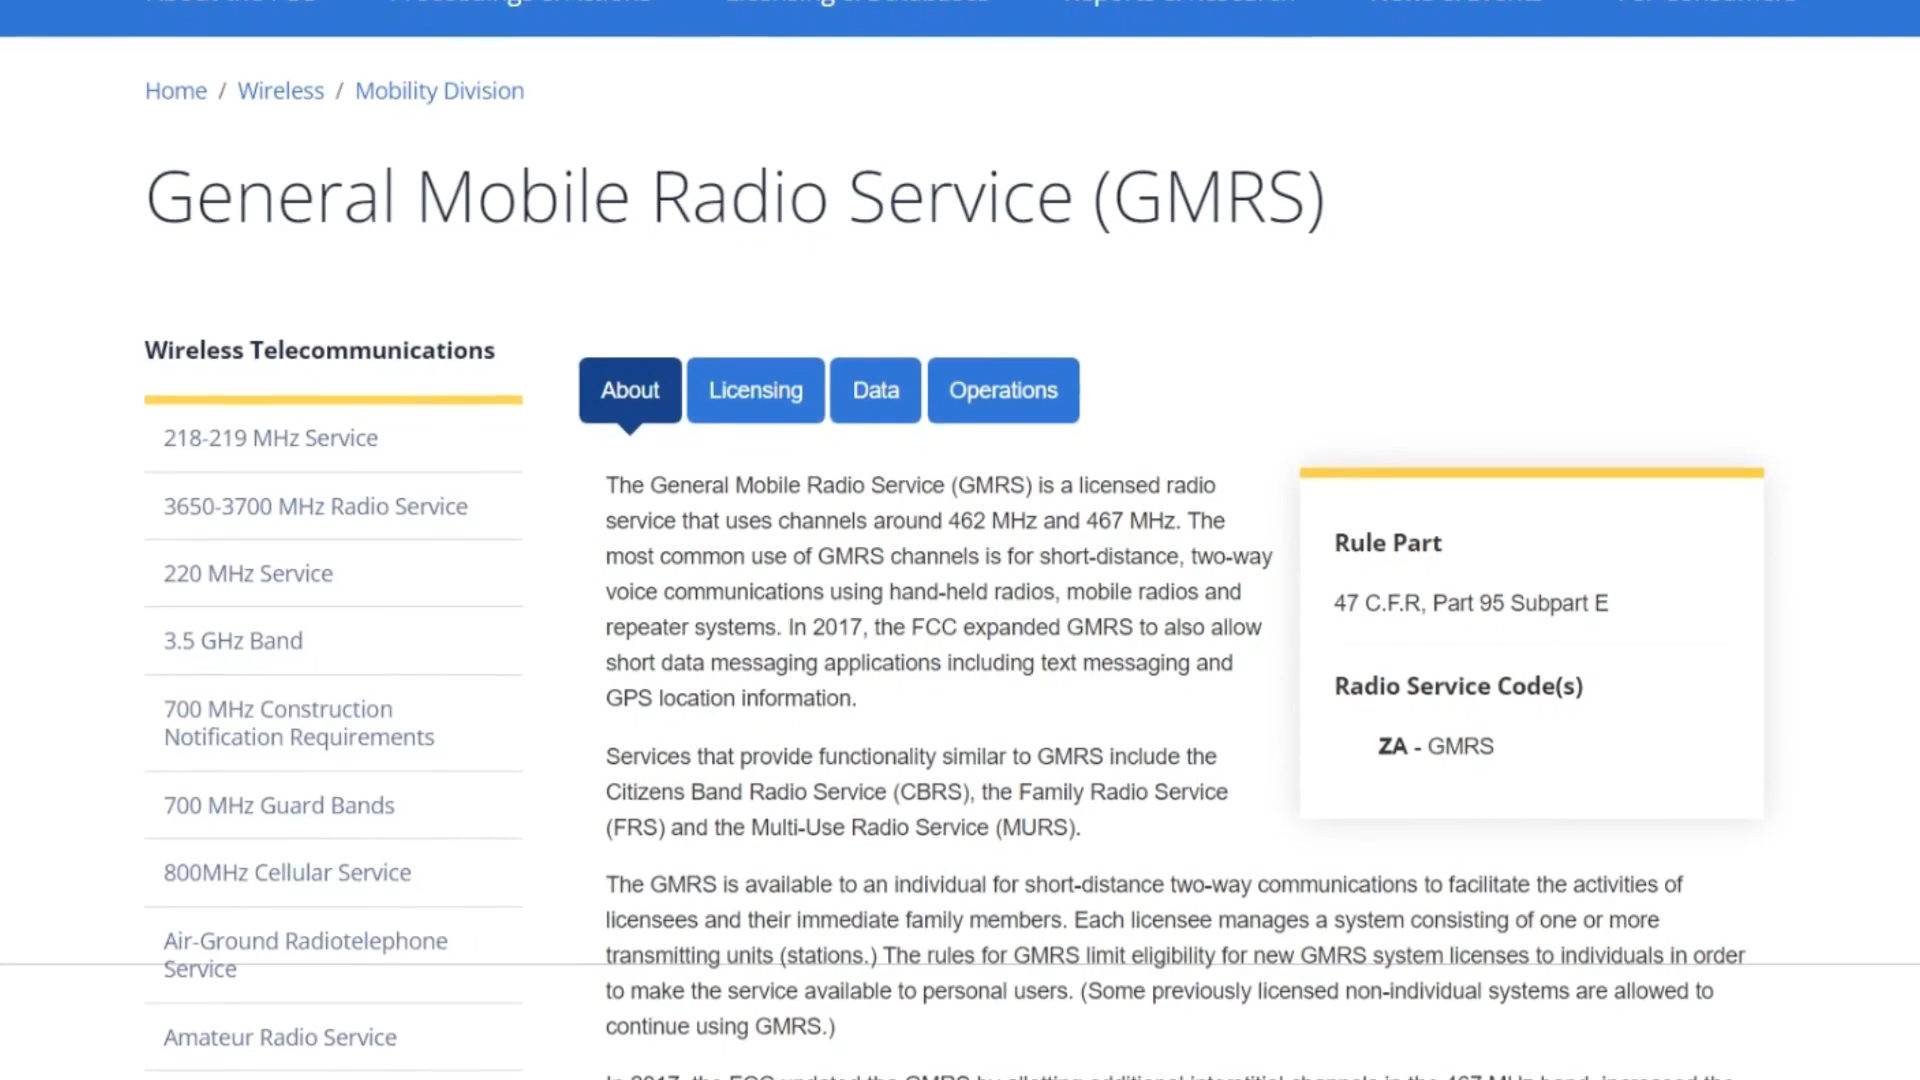 Home / Wireless / Mobility Division
General Mobile Radio Service (GMRS)
Wireless Telecommunications
218-219 MHz Service
3650-3700 MHz Radio Service
220 MHz Service
3.5 GHz Band
700 MHz Construction
Notification Requirements
700 MHz Guard Bands
800MHz Cellular Service
Air-Ground Radiotelephone
Service
Amateur Radio Service
About Licensing Data Operations
The General Mobile Radio Service (GMRS) is a licensed radio
service that uses channels around 462 MHz and 467 MHz. The
most common use of GMRS channels is for short-distance, two-way
voice communications using hand-held radios, mobile radios and
repeater systems. In 2017, the FCC expanded GMRS to also allow
short data messaging applications including text messaging and
GPS location information.
Services that provide functionality similar to GMRS include the
Citizens Band Radio Service (CBRS), the Family Radio Service
(FRS) and the Multi-Use Radio Service (MURS).
Rule Part
47 C.F.R, Part 95 Subpart E
Radio Service Code(s)
ZA - GMRS
The GMRS is available to an individual for short-distance two-way communications to facilitate the activities of
licensees and their immediate family members. Each licensee manages a system consisting of one or more
transmitting units (stations.) The rules for GMRS limit eligibility for new GMRS system licenses to individuals in order
to make the service available to personal users. (Some previously licensed non-individual systems are allowed to
continue using GMRS.)